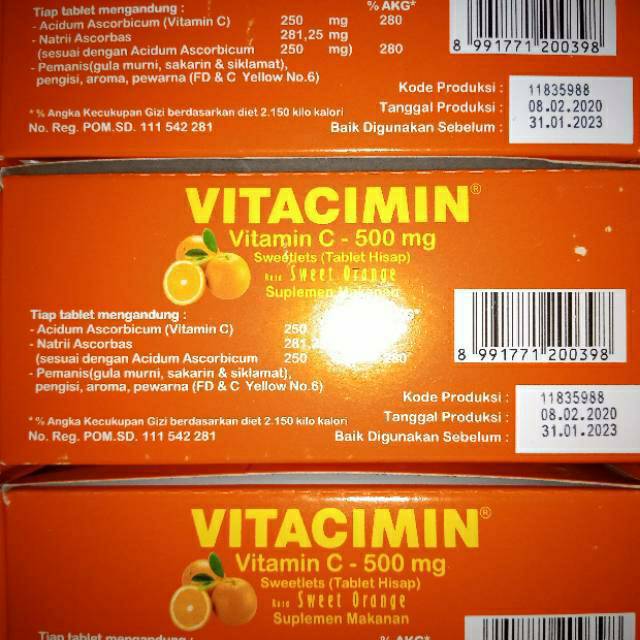 Tiap tablet mengandung : % AKG*
- Acidum Ascorbicum (Vitamin C) 250 mg 280
- Natrii Ascorbas 281,25 mg
(sesuai dengan Acidum Ascorbicum 250 mg) 280
- Pemanis(gula murni, sakarin & siklamat),
pengisi, aroma, pewarna (FD & C Yellow No.6)
8 991771 200398
Kode Produksi : 11835988
* % Angka Kecukupan Gizi berdasarkan diet 2.150 kilo kalori
Tanggal Produksi : 08.02.2020
No. Reg. POM.SD. 111 542 281
Baik Digunakan Sebelum : 31.01.2023
VITACIMIN®
Vitamin C - 500 mg
Sweetlets (Tablet Hisap)
Rasa Sweet Orange
Suplemen Makanan
Tiap tablet mengandung :
- Acidum Ascorbicum (Vitamin C) 250
- Natrii Ascorbas 281,2
(sesuai dengan Acidum Ascorbicum 250 280
- Pemanis(gula murni, sakarin & siklamat),
pengisi, aroma, pewarna (FD & C Yellow No.6)
8 991771 200398
Kode Produksi : 11835988
* % Angka Kecukupan Gizi berdasarkan diet 2.150 kilo kalori
Tanggal Produksi : 08.02.2020
No. Reg. POM.SD. 111 542 281
Baik Digunakan Sebelum : 31.01.2023
VITACIMIN®
Vitamin C - 500 mg
Sweetlets (Tablet Hisap)
Rasa Sweet Orange
Suplemen Makanan
Tiap tablet mengandung : % AKG*